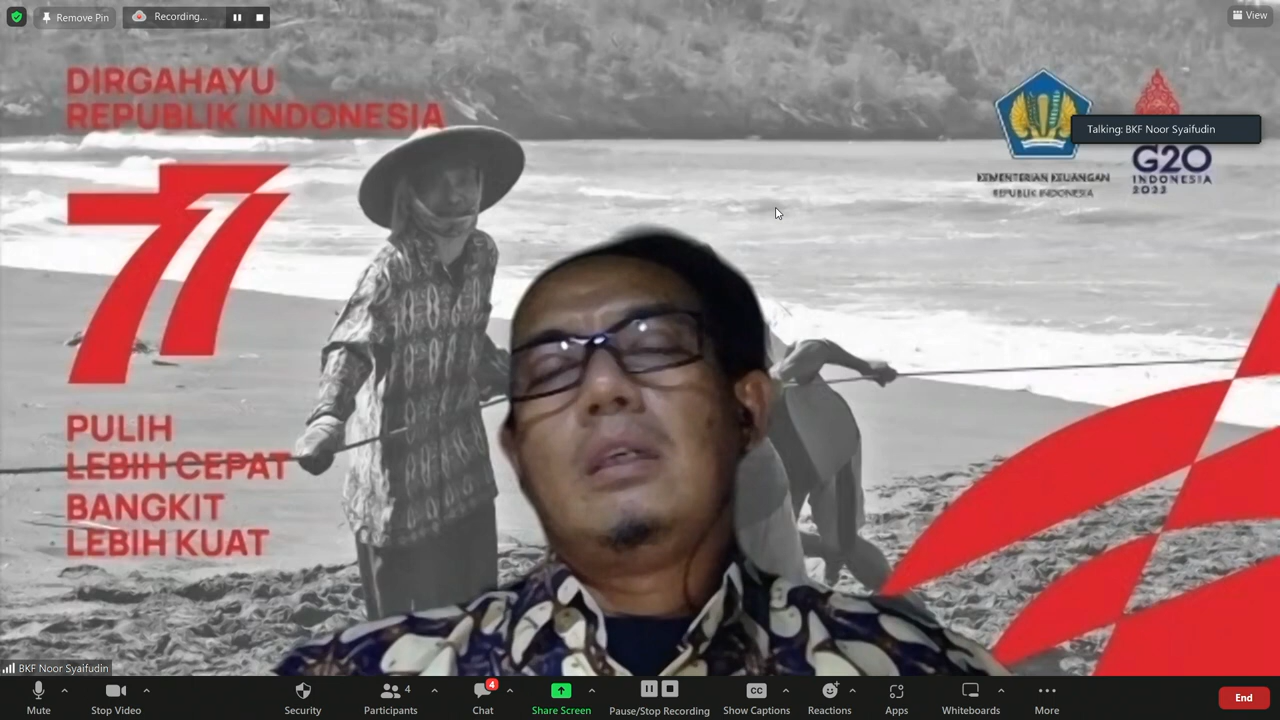 Remove Pin
Recording...
View
DIRGAHAYU
REPUBLIK INDONESIA
77
Talking: BKF Noor Syaifudin
KEMENTERIAN KEUANGAN
REPUBLIK INDONESIA
G20
INDONESIA
2022
PULIH
LEBIH CEPAT
BANGKIT
LEBIH KUAT
BKF Noor Syaifudin
Mute
Stop Video
Security
Participants
4
Chat
4
Share Screen
Pause/Stop Recording
CC
Show Captions
Reactions
Apps
Whiteboards
More
End